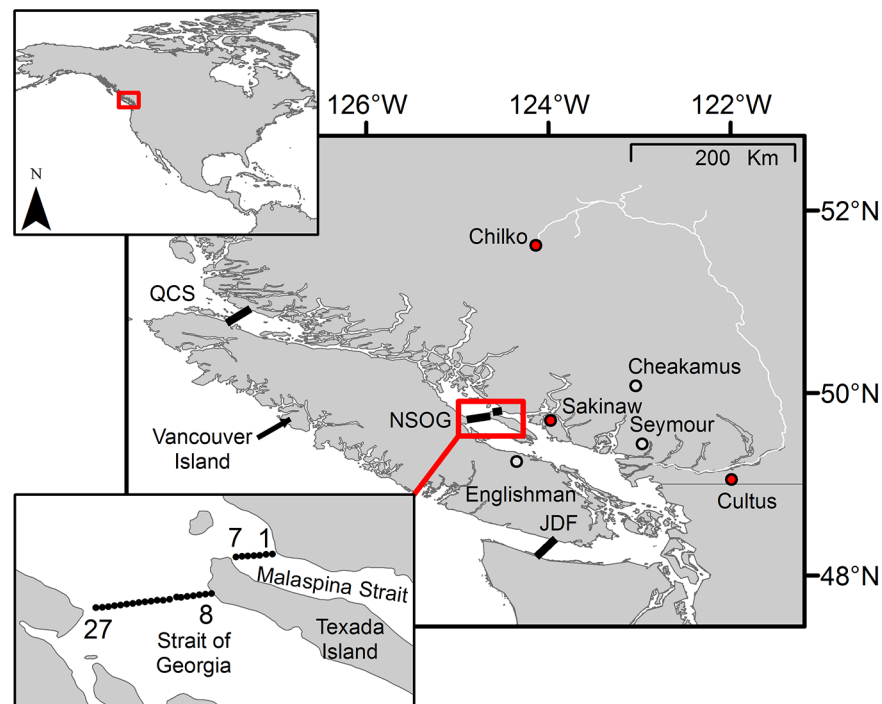 N
126°W
124°W
122°W
200 Km
52°N
Chilko
QCS
Cheakamus
50°N
Sakinaw
NSOG
Seymour
Vancouver
Island
Englishman
Cultus
JDF
48°N
7
1
Malaspina Strait
27
8
Strait of
Georgia
Texada
Island